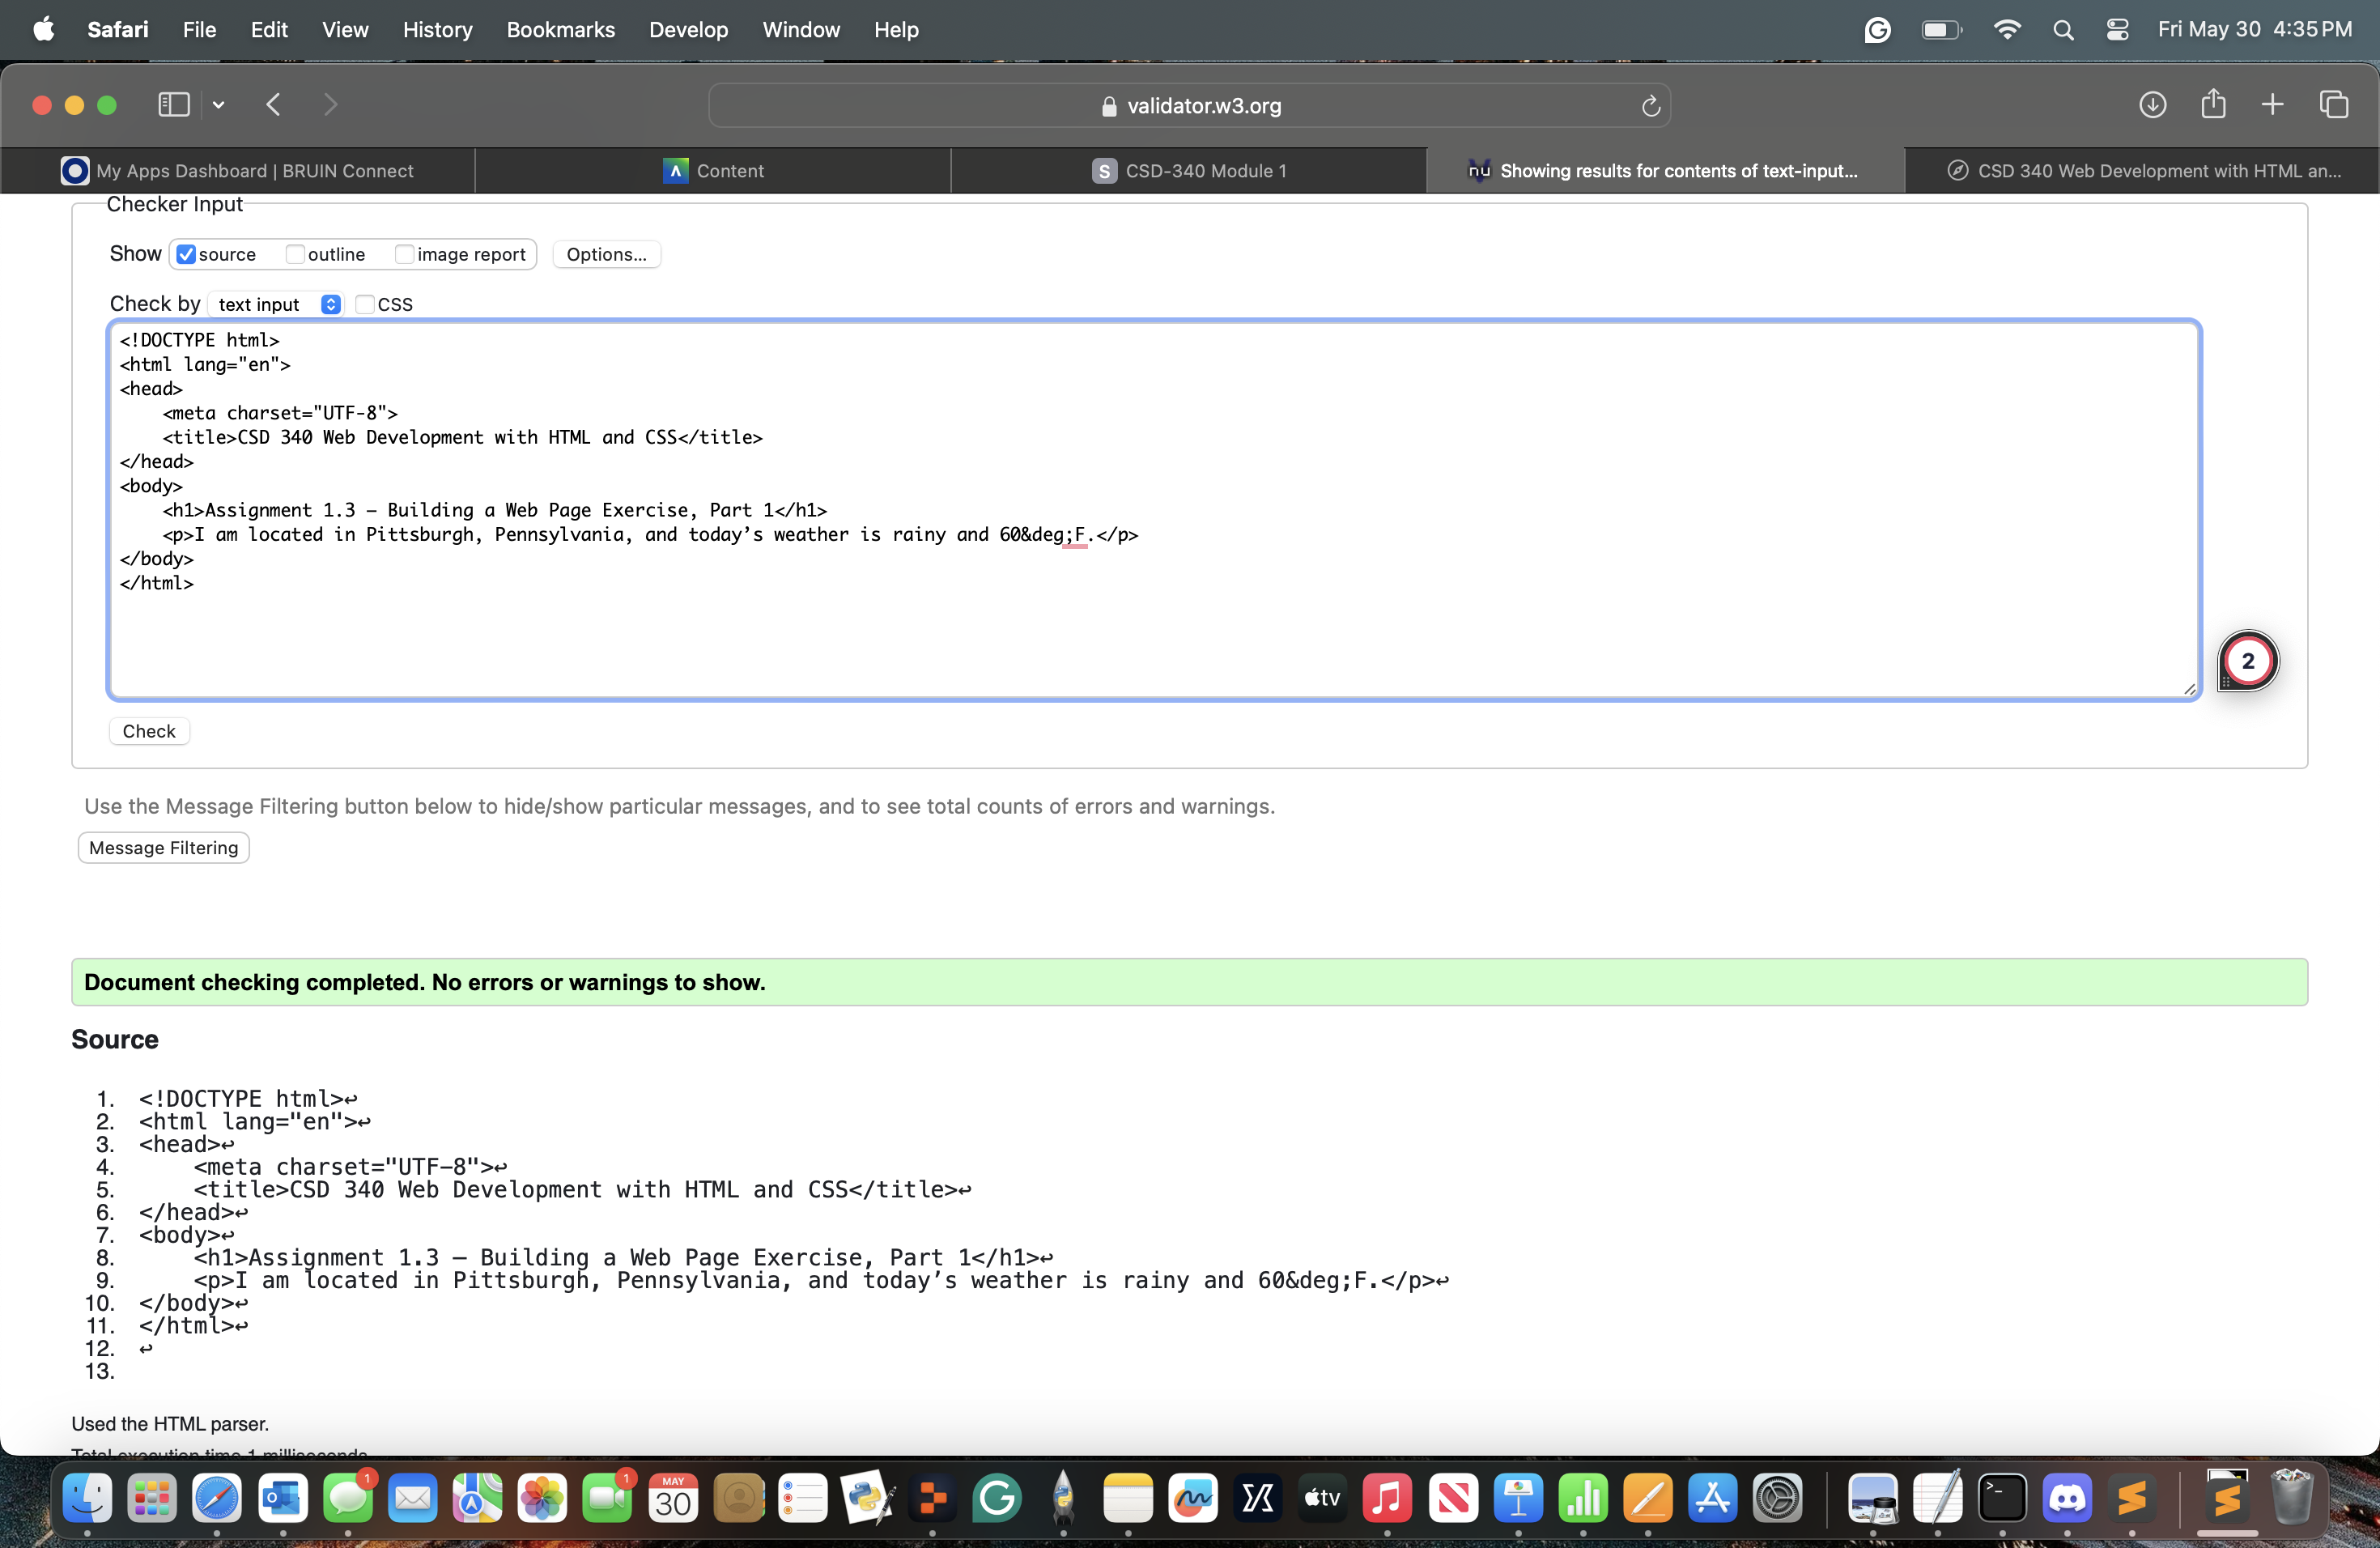 Safari File Edit View History Bookmarks Develop Window Help Fri May 30 4:35 PM
validator.w3.org
My Apps Dashboard | BRUIN Connect Content S CSD-340 Module 1 nu Showing results for contents of text-input... CSD 340 Web Development with HTML an...
Checker Input
Show source outline image report Options...
Check by text input CSS
<!DOCTYPE html>
<html lang="en">
<head>
    <meta charset="UTF-8">
    <title>CSD 340 Web Development with HTML and CSS</title>
</head>
<body>
    <h1>Assignment 1.3 – Building a Web Page Exercise, Part 1</h1>
    <p>I am located in Pittsburgh, Pennsylvania, and today’s weather is rainy and 60&deg;F.</p>
</body>
</html>
2
Check
Use the Message Filtering button below to hide/show particular messages, and to see total counts of errors and warnings.
Message Filtering
Document checking completed. No errors or warnings to show.
Source
1. <!DOCTYPE html>↩
2. <html lang="en">↩
3. <head>↩
4.     <meta charset="UTF-8">↩
5.     <title>CSD 340 Web Development with HTML and CSS</title>↩
6. </head>↩
7. <body>↩
8.     <h1>Assignment 1.3 – Building a Web Page Exercise, Part 1</h1>↩
9.     <p>I am located in Pittsburgh, Pennsylvania, and today’s weather is rainy and 60&deg;F.</p>↩
10. </body>↩
11. </html>↩
12. ↩
13.
Used the HTML parser.
Total execution time 1 milliseconds.
1 1 MAY 30 tv